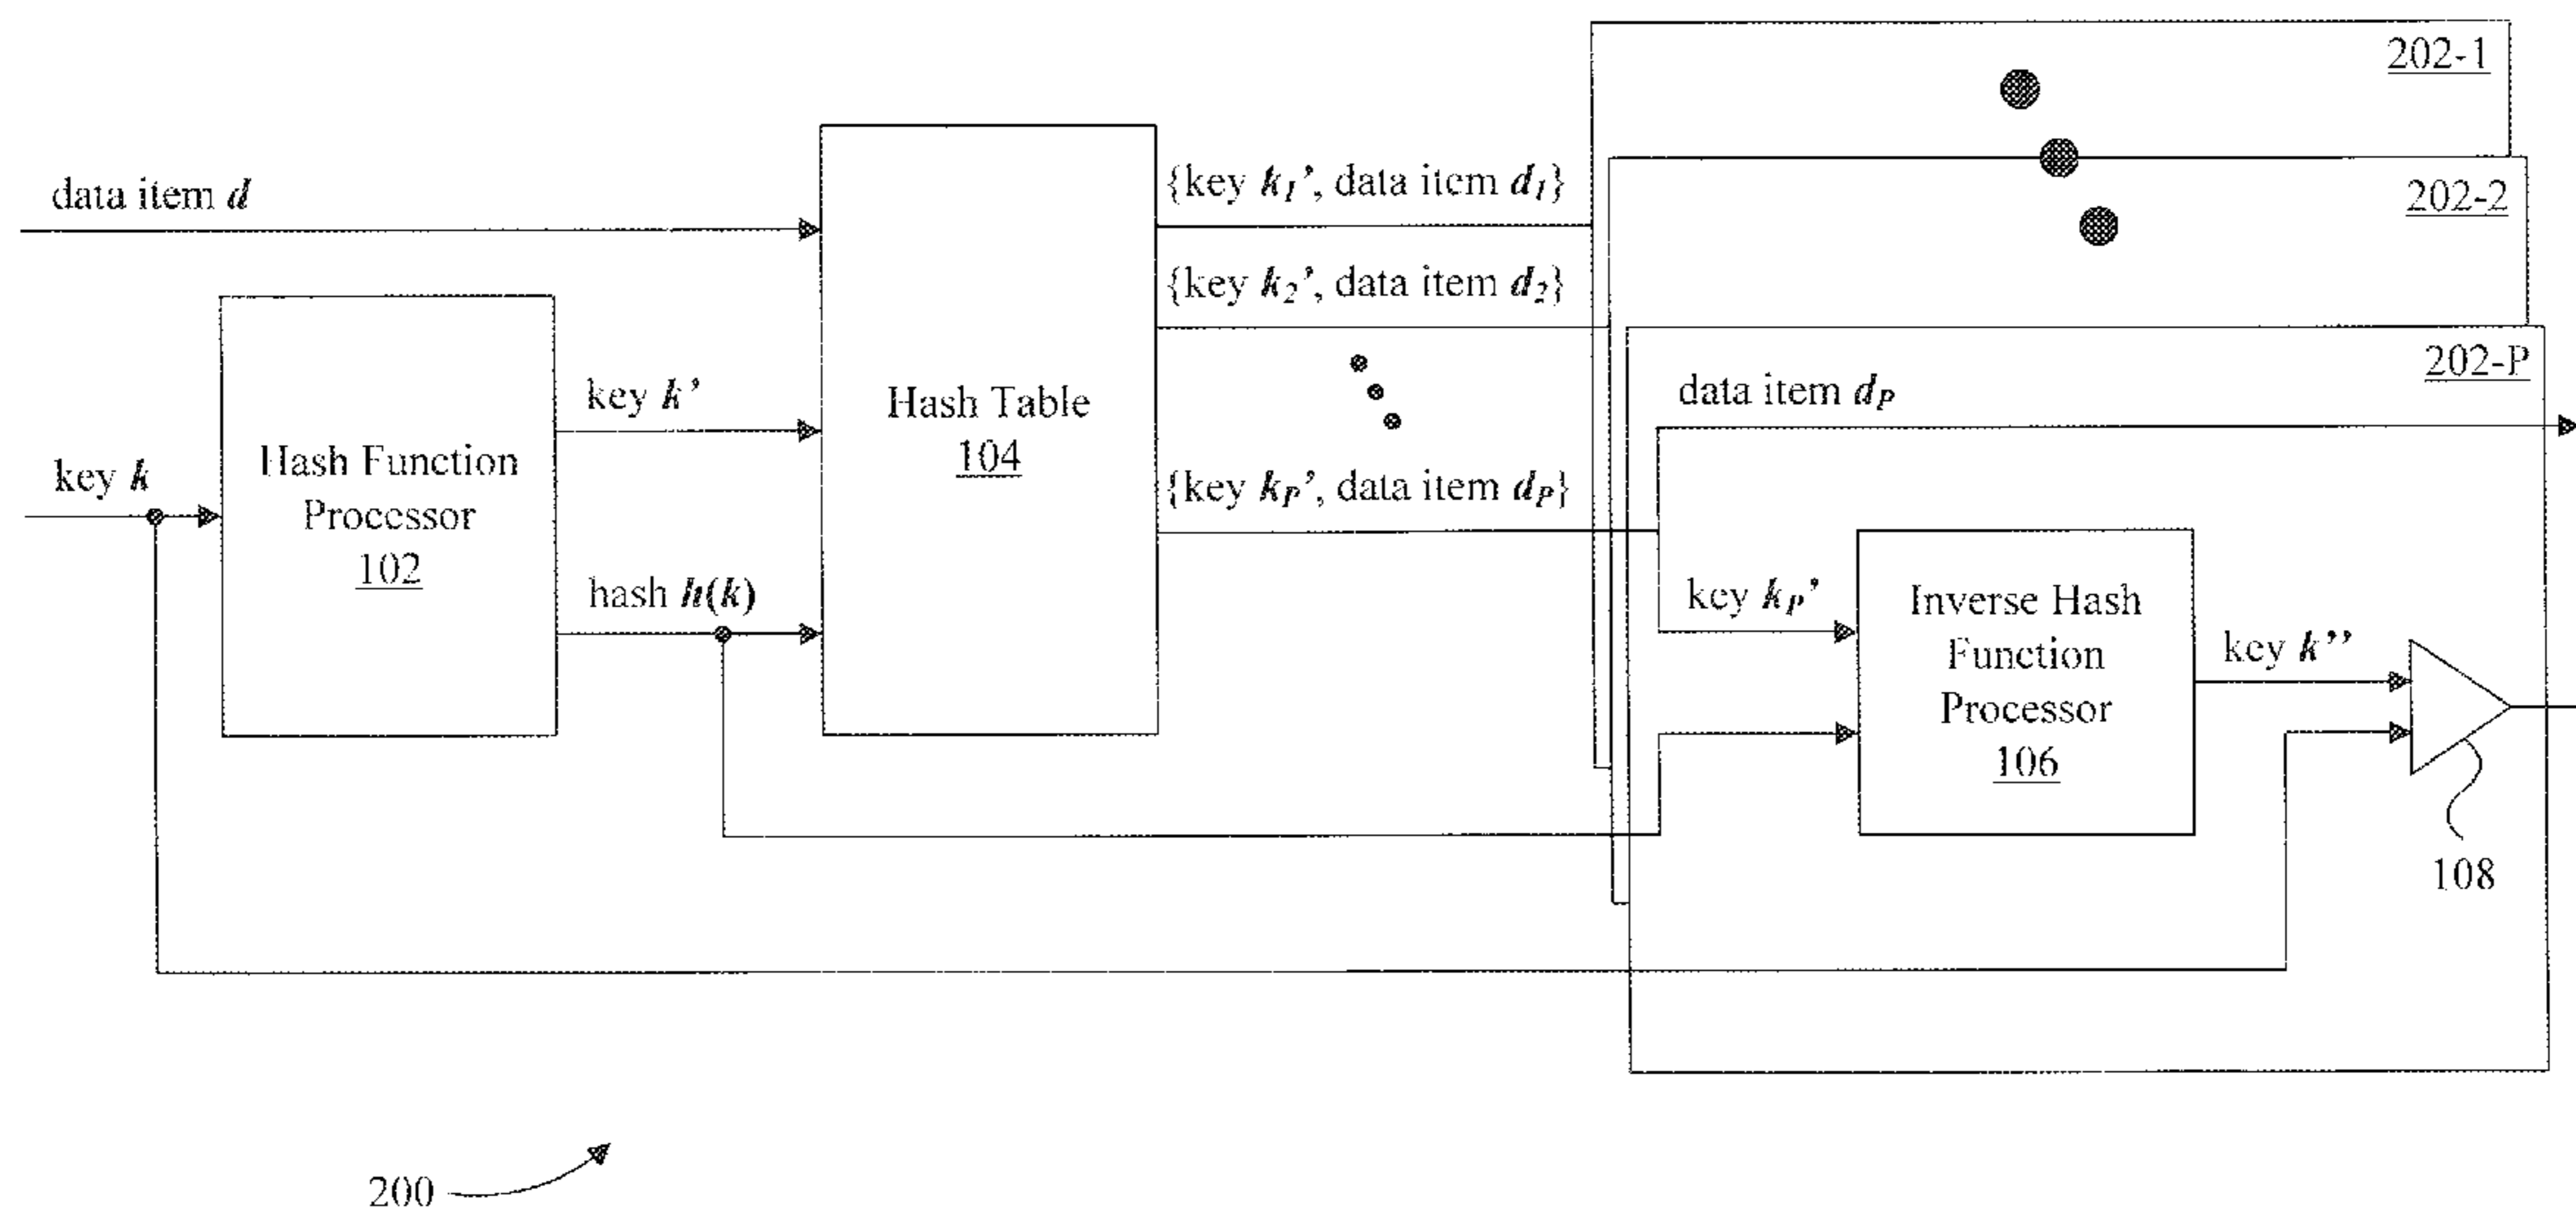 202-1
data item d
{key k1’, data item d1}
202-2
{key k2’, data item d2}
202-P
data item dP
key k’
Hash Table
104
Hash Function
Processor
102
key k
{key kP’, data item dP}
hash h(k)
key kP’
Inverse Hash
Function
Processor
106
key k’’
108
200